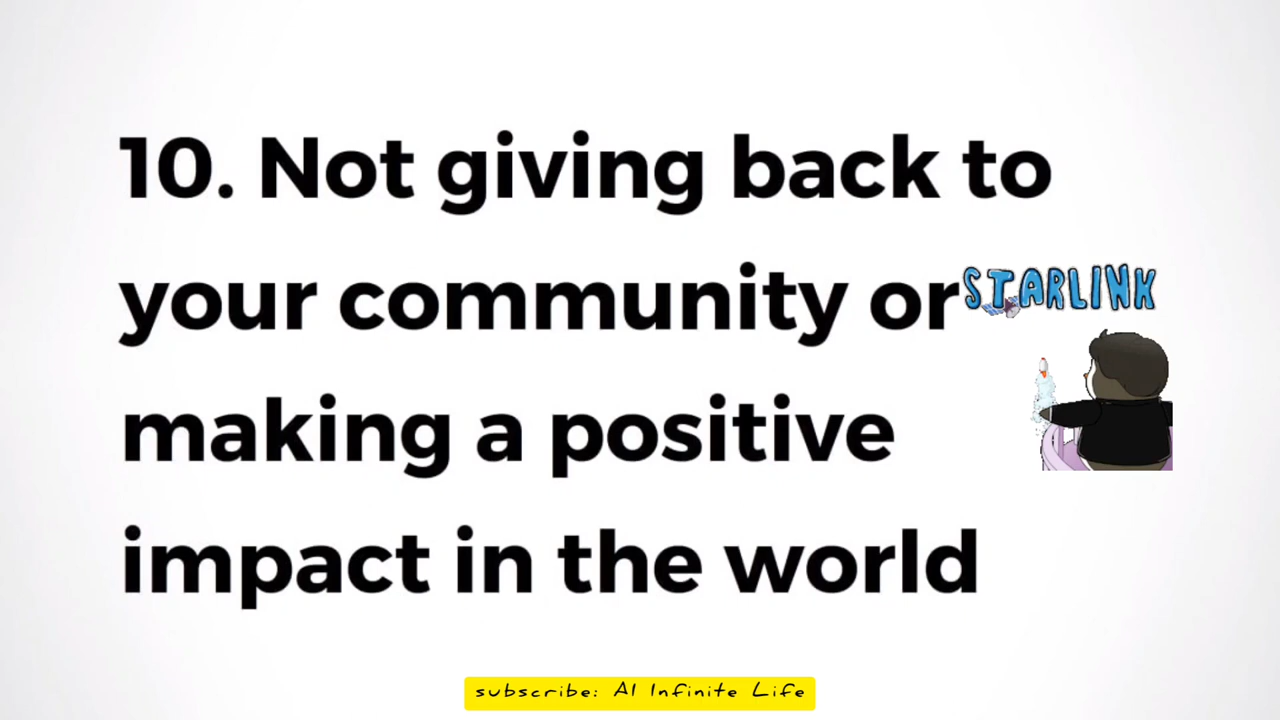 10. Not giving back to
your community or
STARLINK
making a positive
impact in the world
subscribe: AI Infinite Life